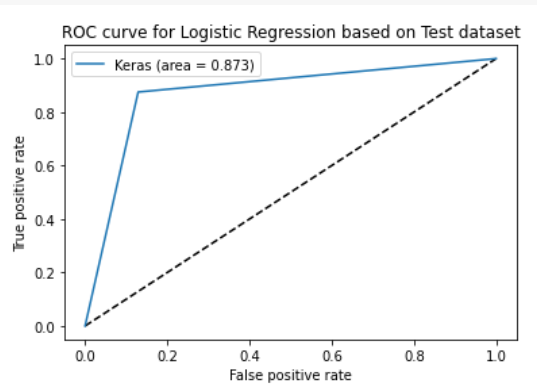 ROC curve for Logistic Regression based on Test dataset
Keras (area = 0.873)
1.0
0.8
0.6
0.4
0.2
0.0
True positive rate
0.0 0.2 0.4 0.6 0.8 1.0
False positive rate